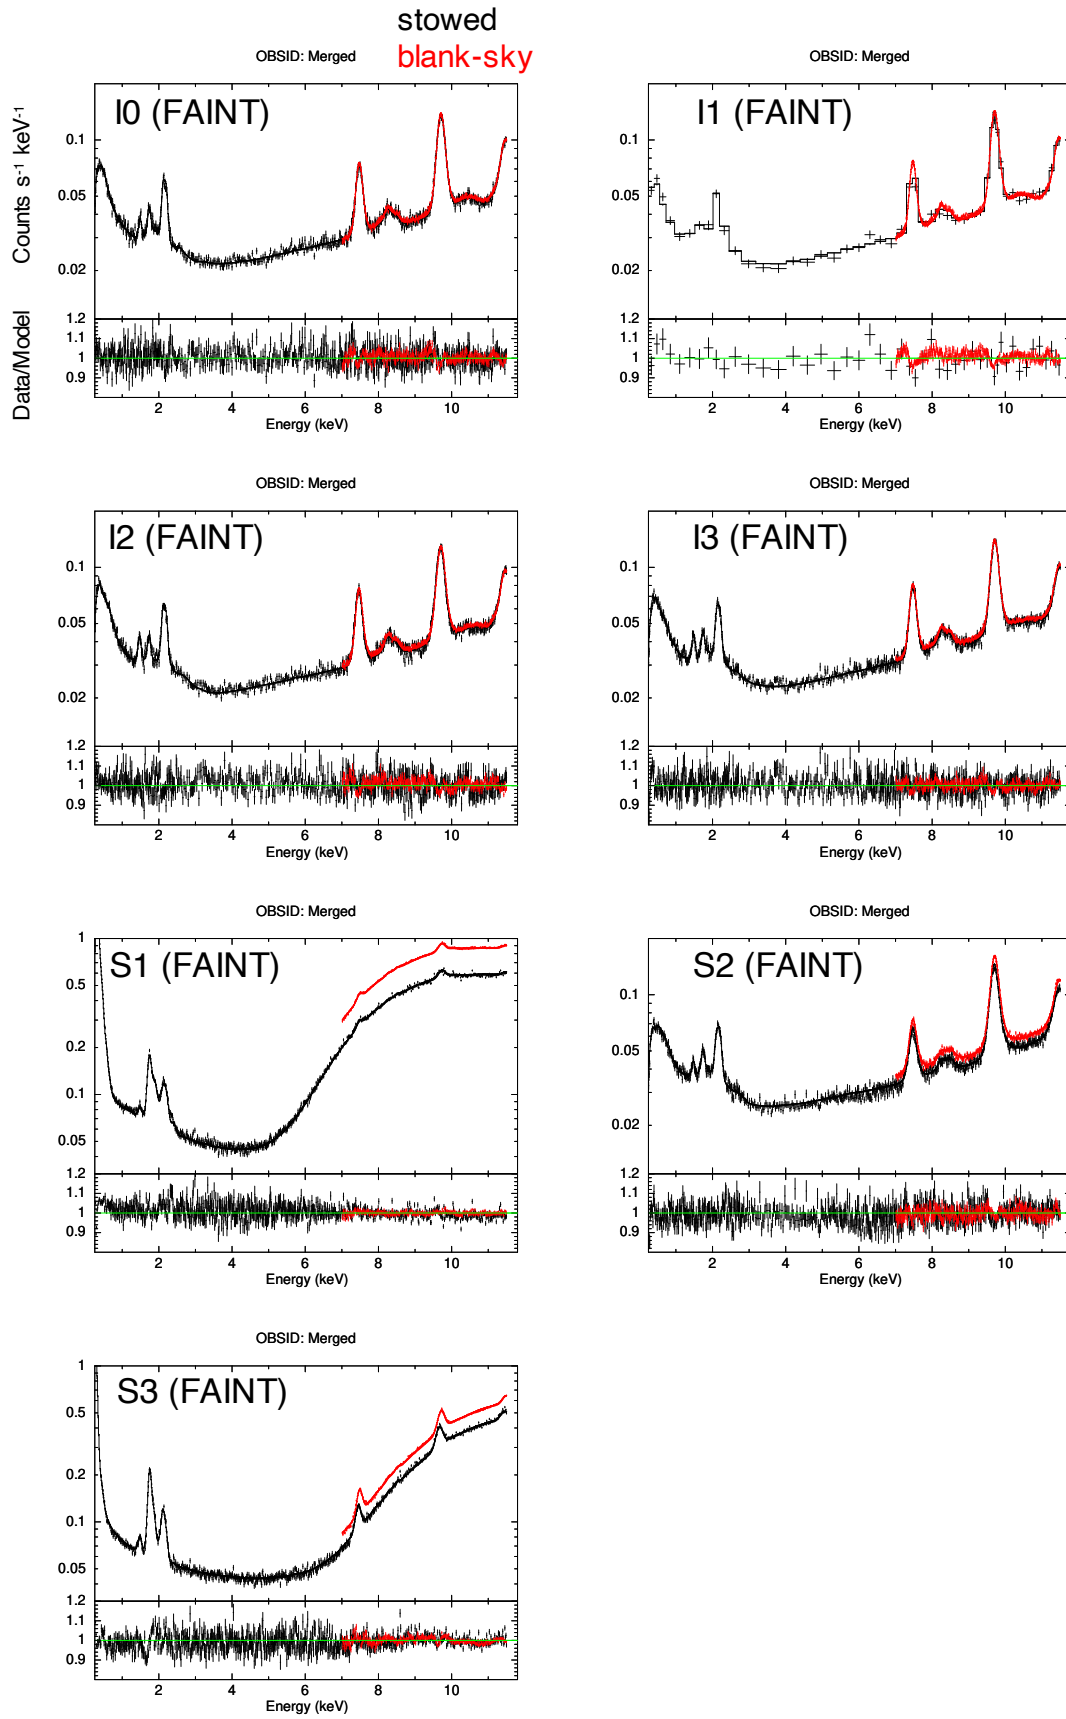 stowed
blank-sky
OBSID: Merged
OBSID: Merged
Counts s⁻¹ keV⁻¹
I0 (FAINT)
I1 (FAINT)
0.1
0.05
0.02
0.1
0.05
0.02
Data/Model
1.2
1.1
1
0.9
1.2
1.1
1
0.9
2 4 6 8 10
2 4 6 8 10
Energy (keV)
Energy (keV)
OBSID: Merged
OBSID: Merged
I2 (FAINT)
I3 (FAINT)
0.1
0.05
0.02
0.1
0.05
0.02
1.2
1.1
1
0.9
1.2
1.1
1
0.9
2 4 6 8 10
2 4 6 8 10
Energy (keV)
Energy (keV)
OBSID: Merged
OBSID: Merged
S1 (FAINT)
S2 (FAINT)
1
0.5
0.2
0.1
0.05
0.1
0.05
0.02
1.2
1.1
1
0.9
1.2
1.1
1
0.9
2 4 6 8 10
2 4 6 8 10
Energy (keV)
Energy (keV)
OBSID: Merged
S3 (FAINT)
1
0.5
0.2
0.1
0.05
1.2
1.1
1
0.9
2 4 6 8 10
Energy (keV)